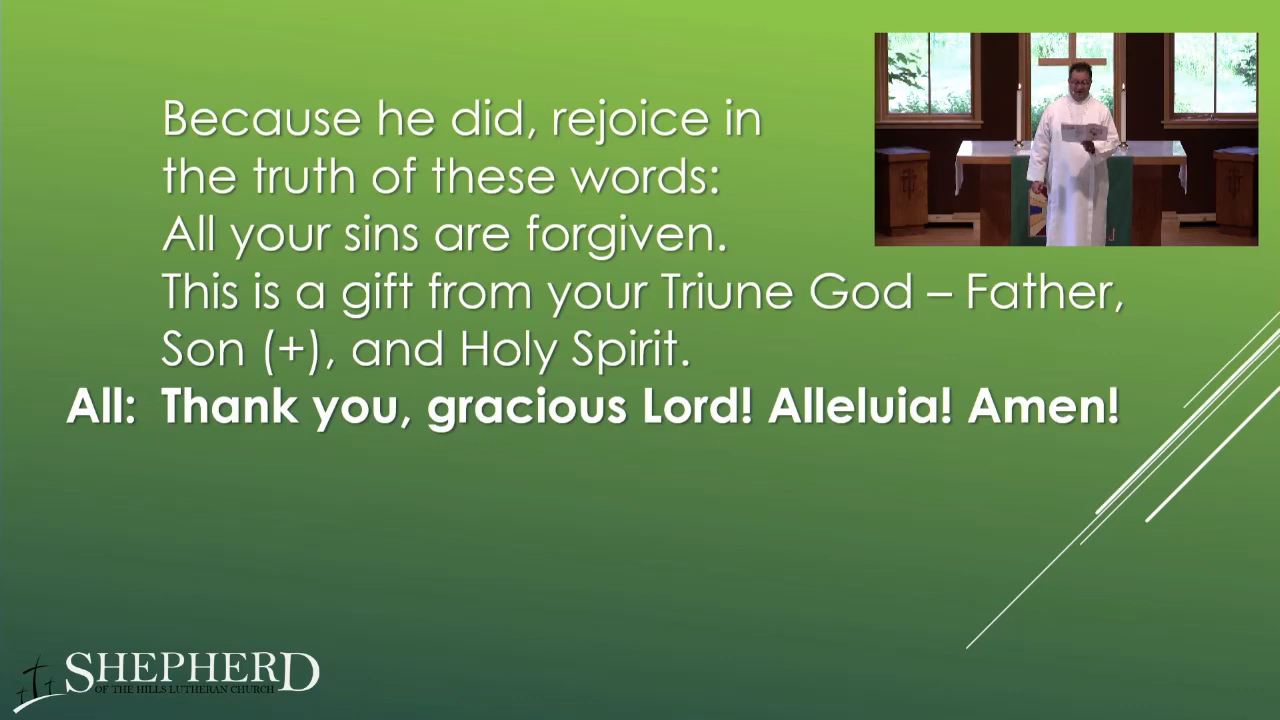 Because he did, rejoice in
the truth of these words:
All your sins are forgiven.
This is a gift from your Triune God – Father,
Son (+), and Holy Spirit.
All: Thank you, gracious Lord! Alleluia! Amen!
SHEPHERD
OF THE HILLS LUTHERAN CHURCH